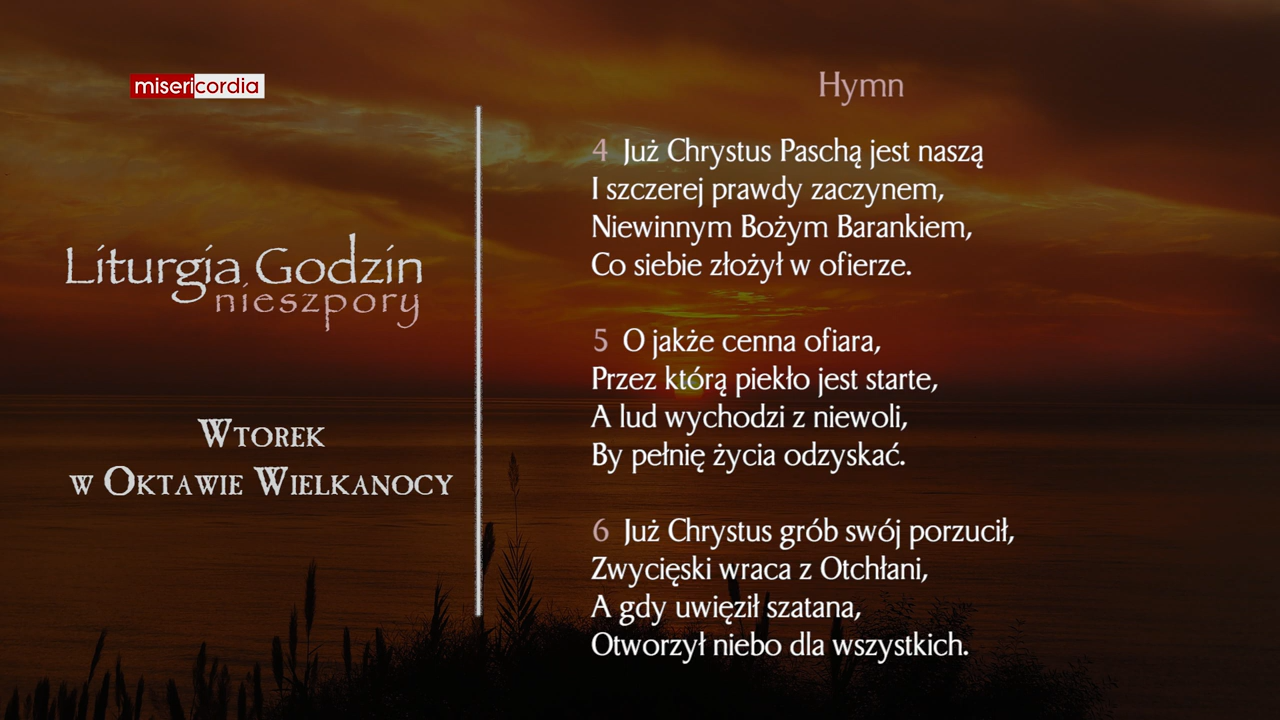 misericordia
Liturgia Godzin
nieszpory
Wtorek
w Oktawie Wielkanocy
Hymn
4 Już Chrystus Paschą jest naszą
I szczerej prawdy zaczynem,
Niewinnym Bożym Barankiem,
Co siebie złożył w ofierze.
5 O jakże cenna ofiara,
Przez którą piekło jest starte,
A lud wychodzi z niewoli,
By pełnię życia odzyskać.
6 Już Chrystus grób swój porzucił,
Zwycięski wraca z Otchłani,
A gdy uwięził szatana,
Otworzył niebo dla wszystkich.